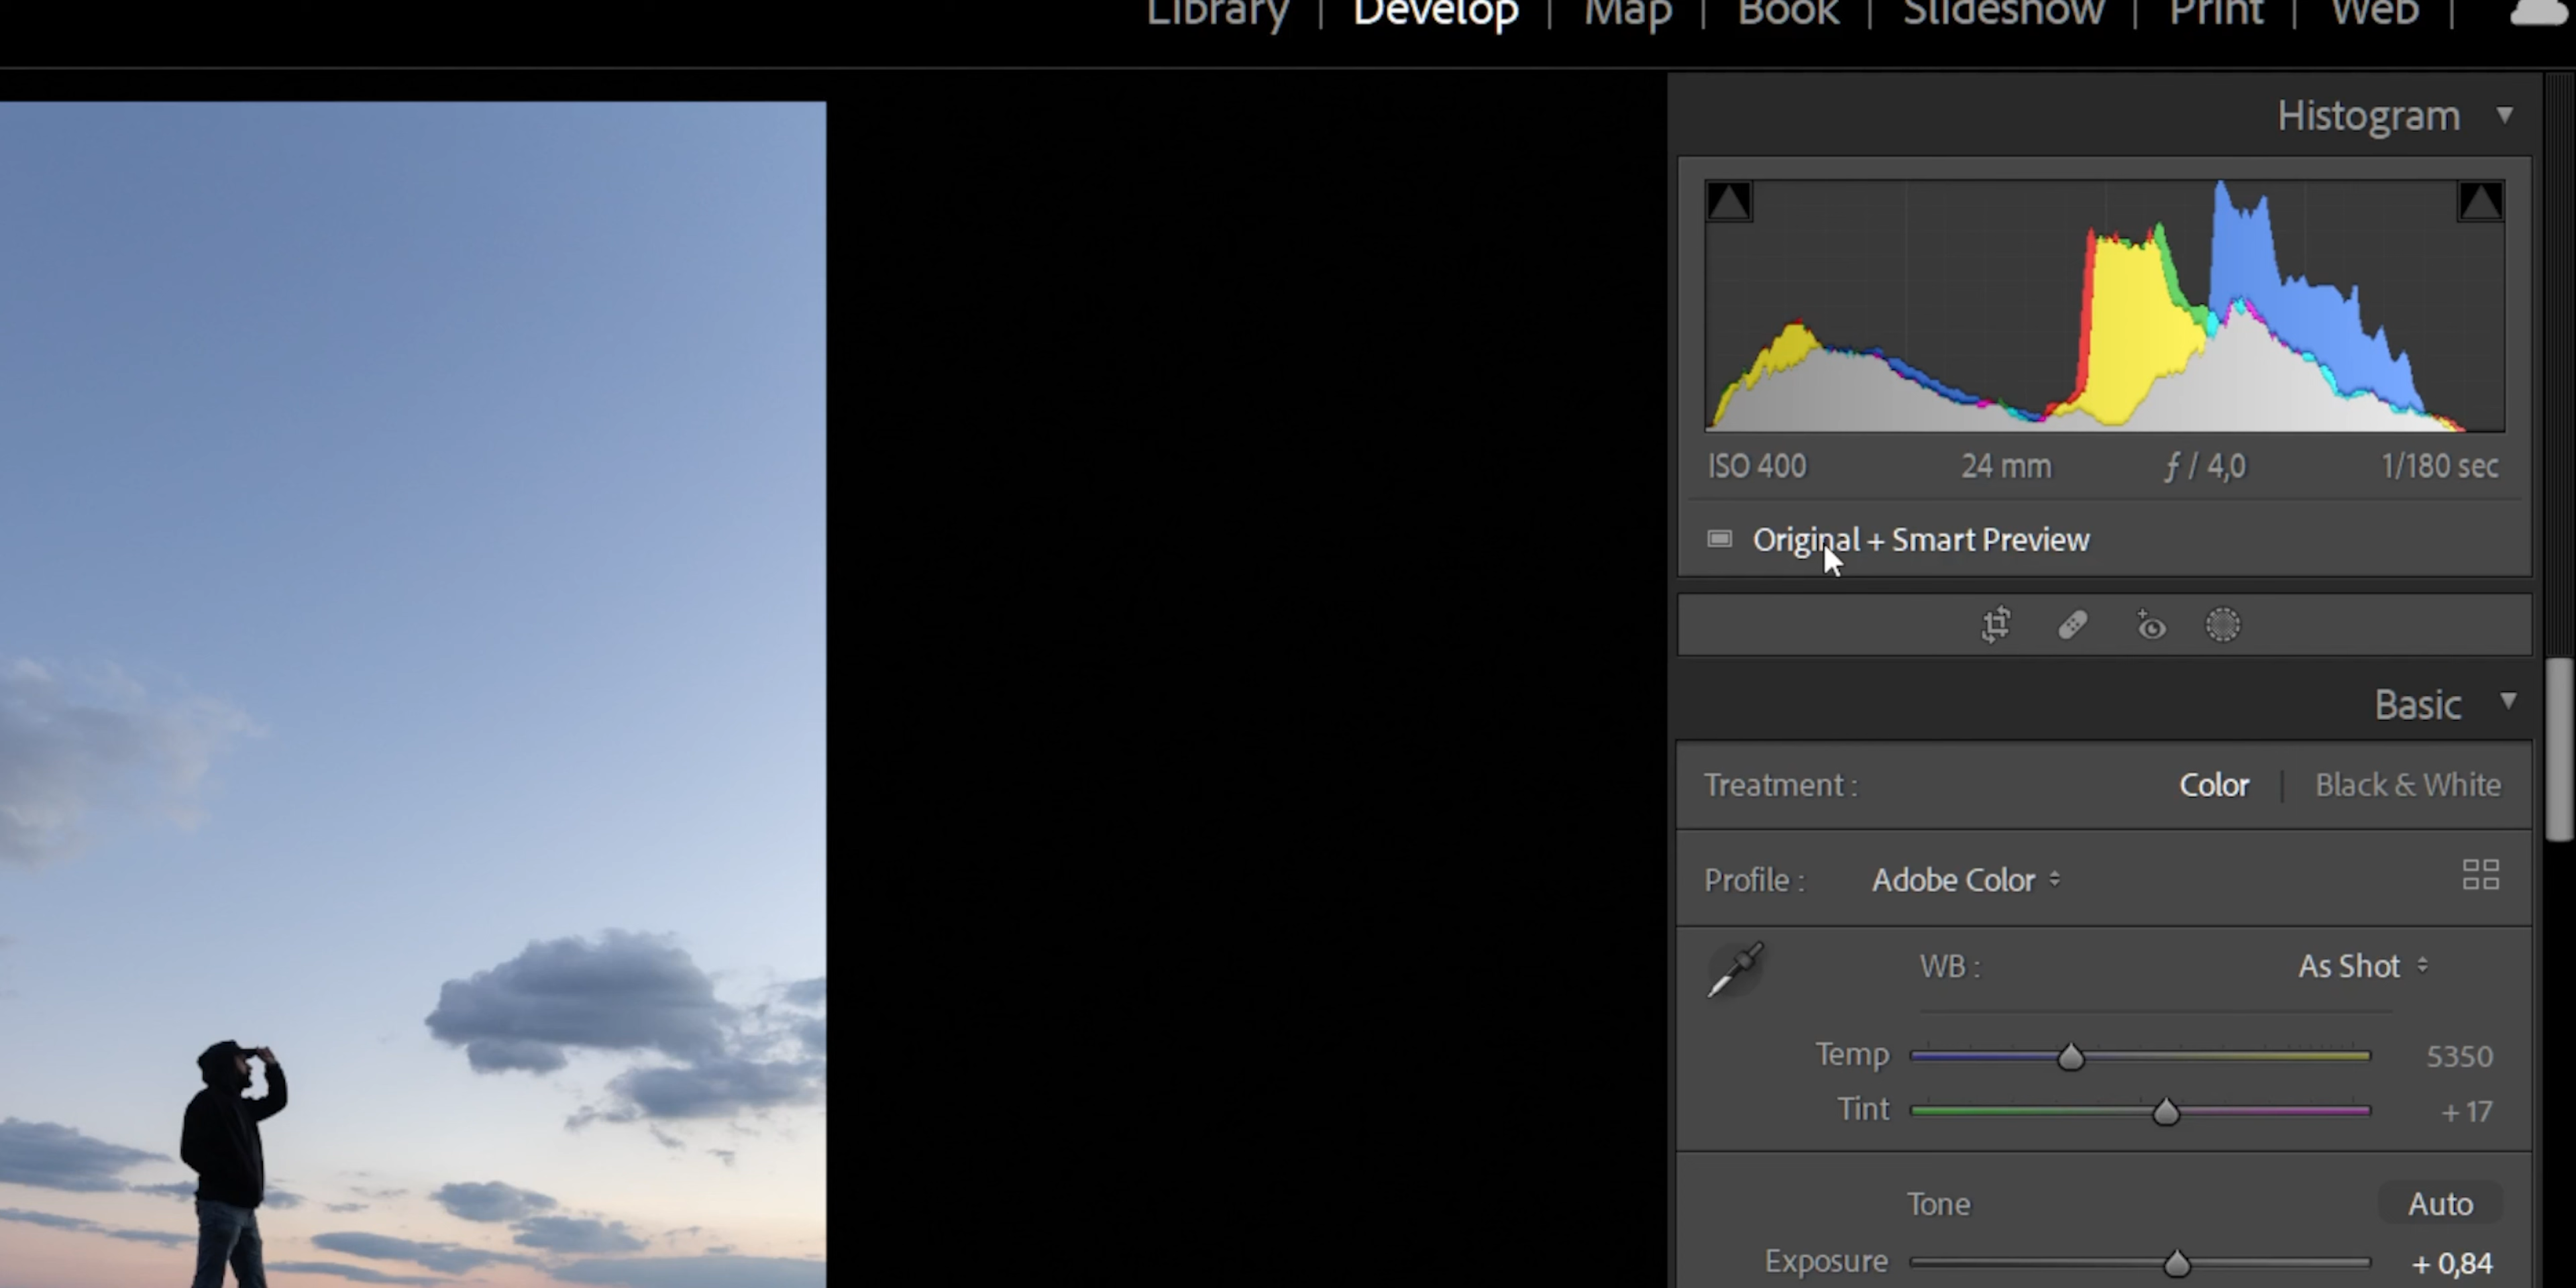 Library | Develop | Map | Book | Slideshow | Print | Web |
Histogram
ISO 400 24 mm ƒ / 4,0 1/180 sec
Original + Smart Preview
Basic
Treatment : Color | Black & White
Profile : Adobe Color
WB : As Shot
Temp 5350
Tint + 17
Tone Auto
Exposure + 0,84